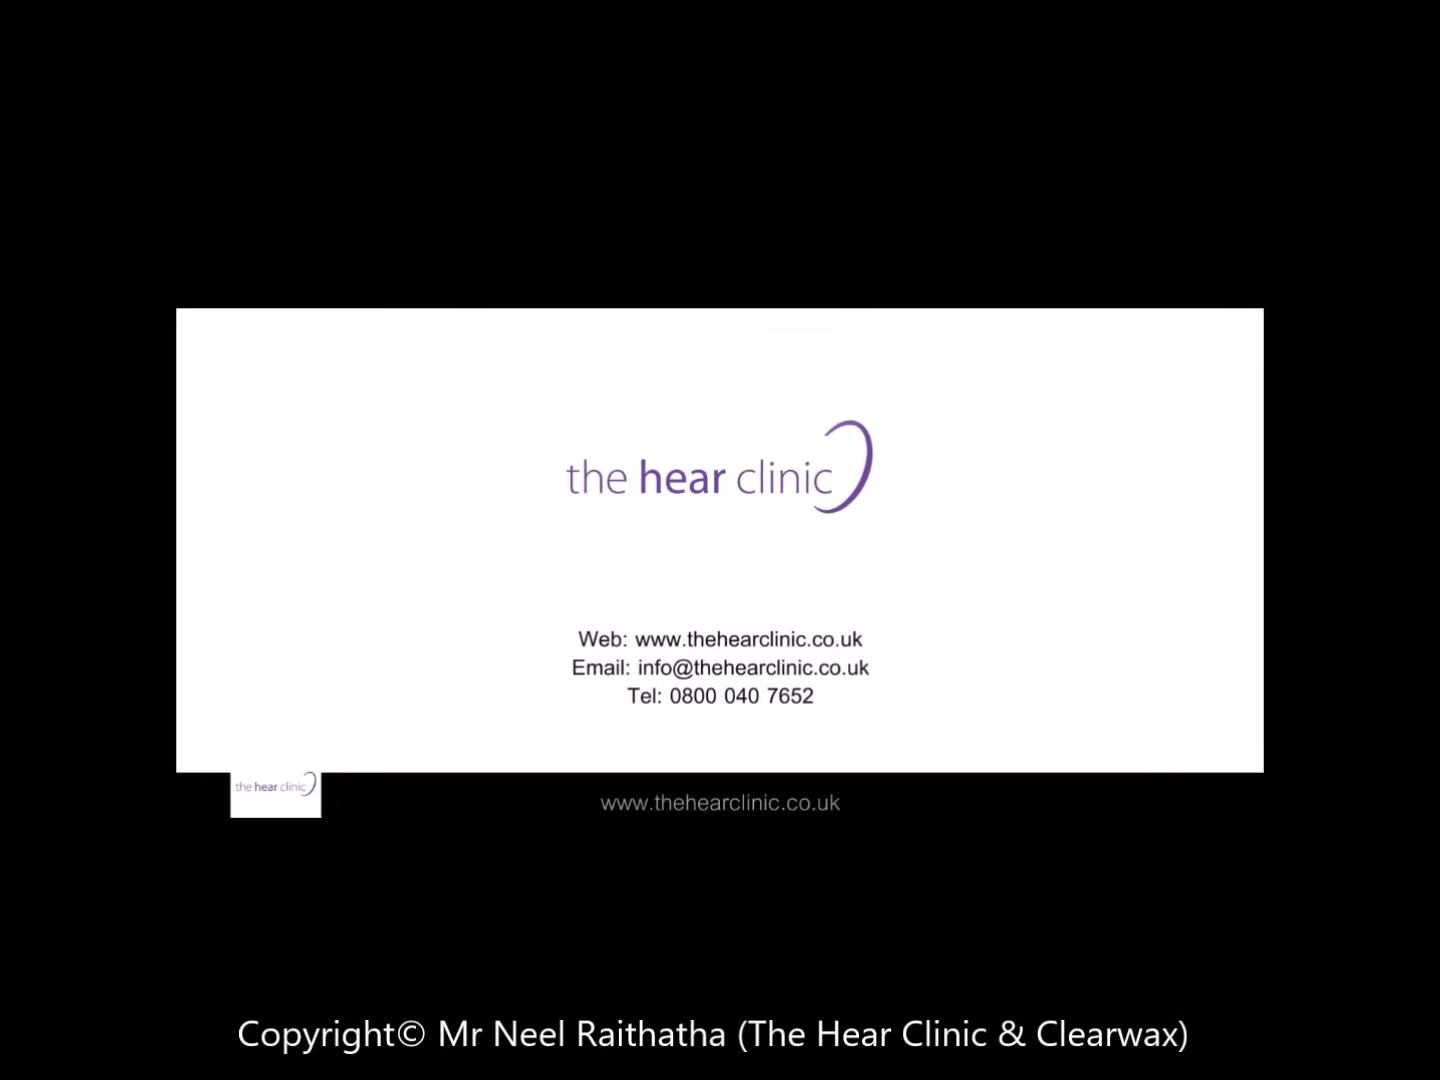 the hear clinic
Web: www.thehearclinic.co.uk
Email: info@thehearclinic.co.uk
Tel: 0800 040 7652
the hear clinic
www.thehearclinic.co.uk
Copyright© Mr Neel Raithatha (The Hear Clinic & Clearwax)